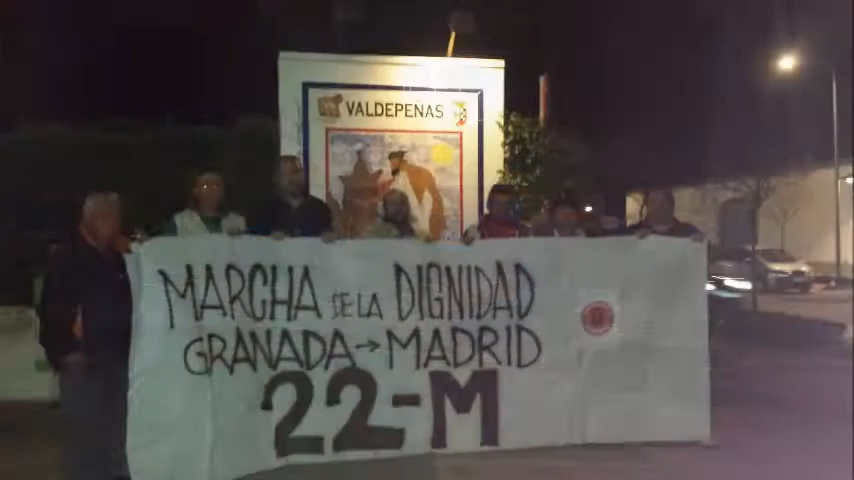 VALDEPEÑAS
MARCHA DE LA DIGNIDAD
GRANADA → MADRID
22-M